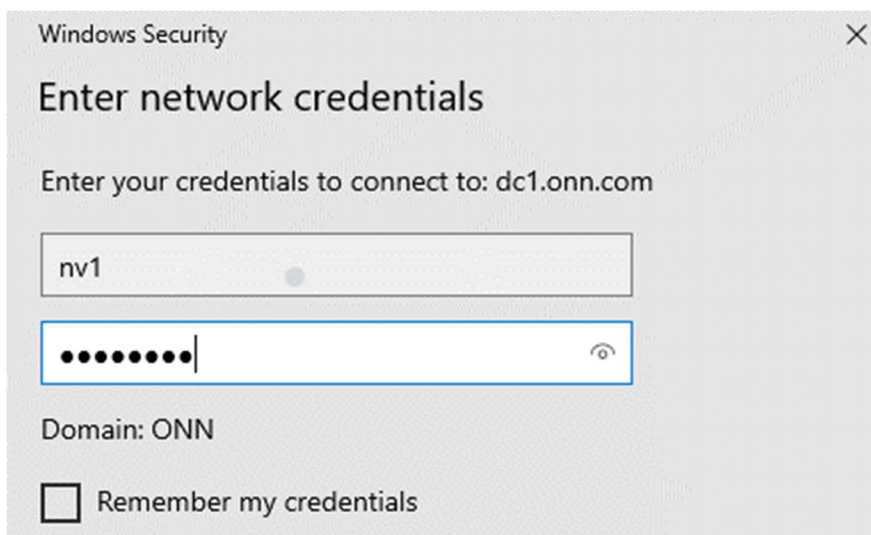 Windows Security
Enter network credentials
Enter your credentials to connect to: dc1.onn.com
nv1
●●●●●●●●
Domain: ONN
Remember my credentials